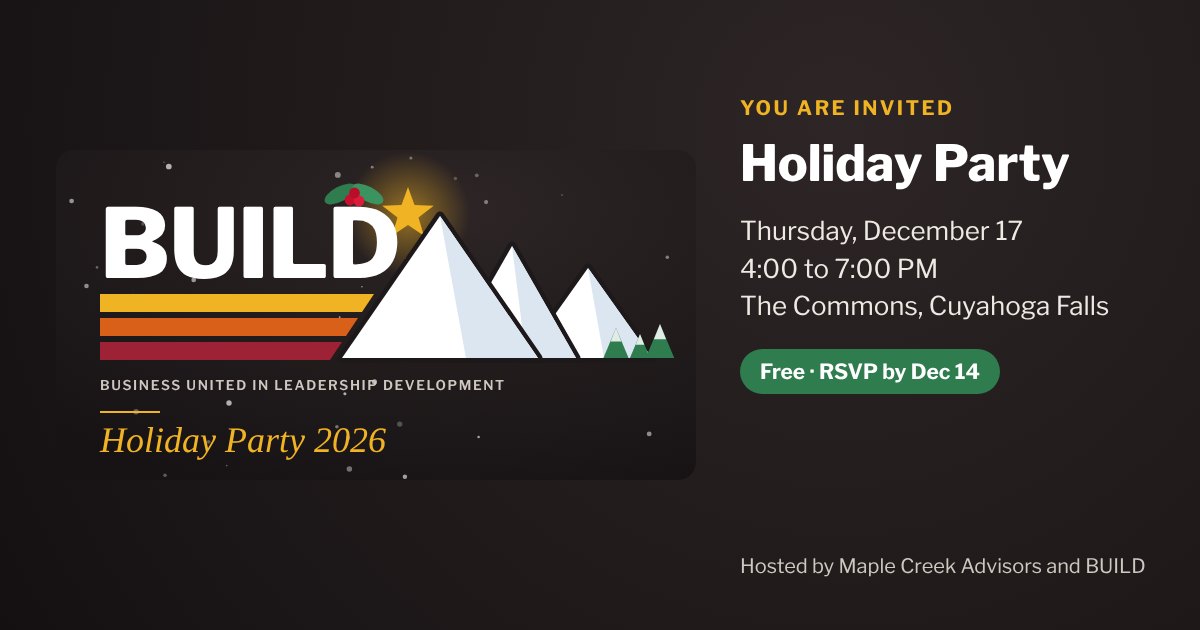 BUILD
BUSINESS UNITED IN LEADERSHIP DEVELOPMENT
Holiday Party 2026
YOU ARE INVITED
Holiday Party
Thursday, December 17
4:00 to 7:00 PM
The Commons, Cuyahoga Falls
Free · RSVP by Dec 14
Hosted by Maple Creek Advisors and BUILD